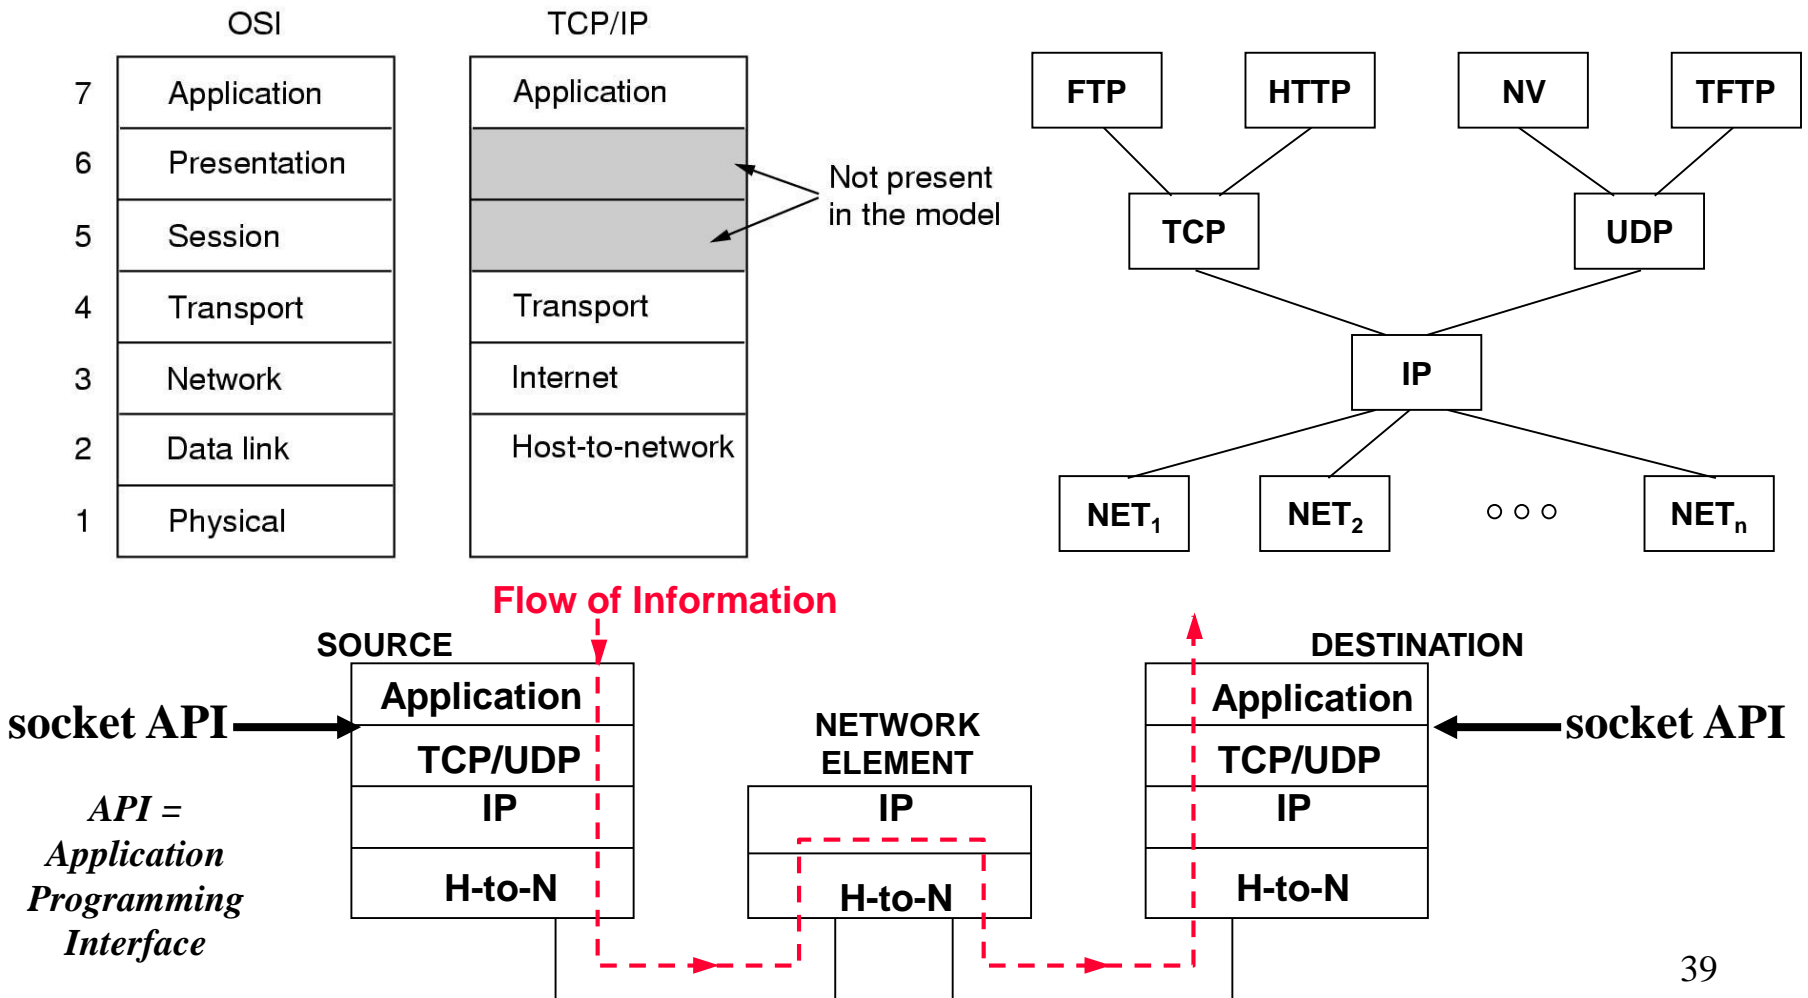 OSI
TCP/IP
7
Application
Application
6
Presentation
5
Session
Not present
in the model
4
Transport
Transport
3
Network
Internet
2
Data link
Host-to-network
1
Physical
FTP
HTTP
NV
TFTP
TCP
UDP
IP
NET1
NET2
NETn
Flow of Information
SOURCE
Application
TCP/UDP
IP
H-to-N
socket API
API =
Application
Programming
Interface
NETWORK
ELEMENT
IP
H-to-N
DESTINATION
Application
TCP/UDP
IP
H-to-N
socket API
39